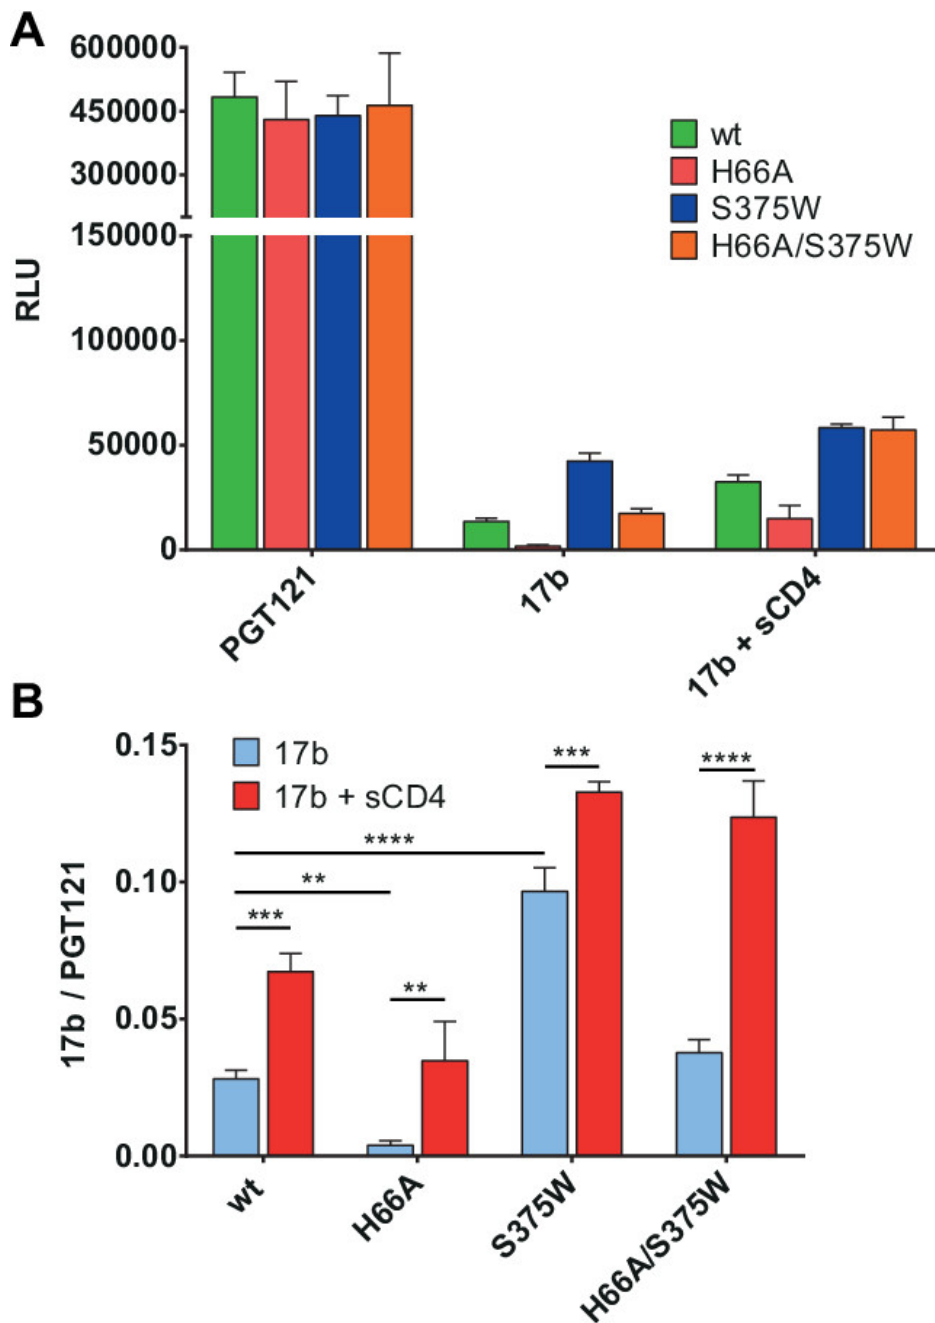 A
600000
450000
300000
150000
100000
50000
0
RLU
wt
H66A
S375W
H66A/S375W
PGT121
17b
17b + sCD4
B
0.15
0.10
0.05
0.00
17b / PGT121
17b
17b + sCD4
****
**
***
**
***
****
wt
H66A
S375W
H66A/S375W